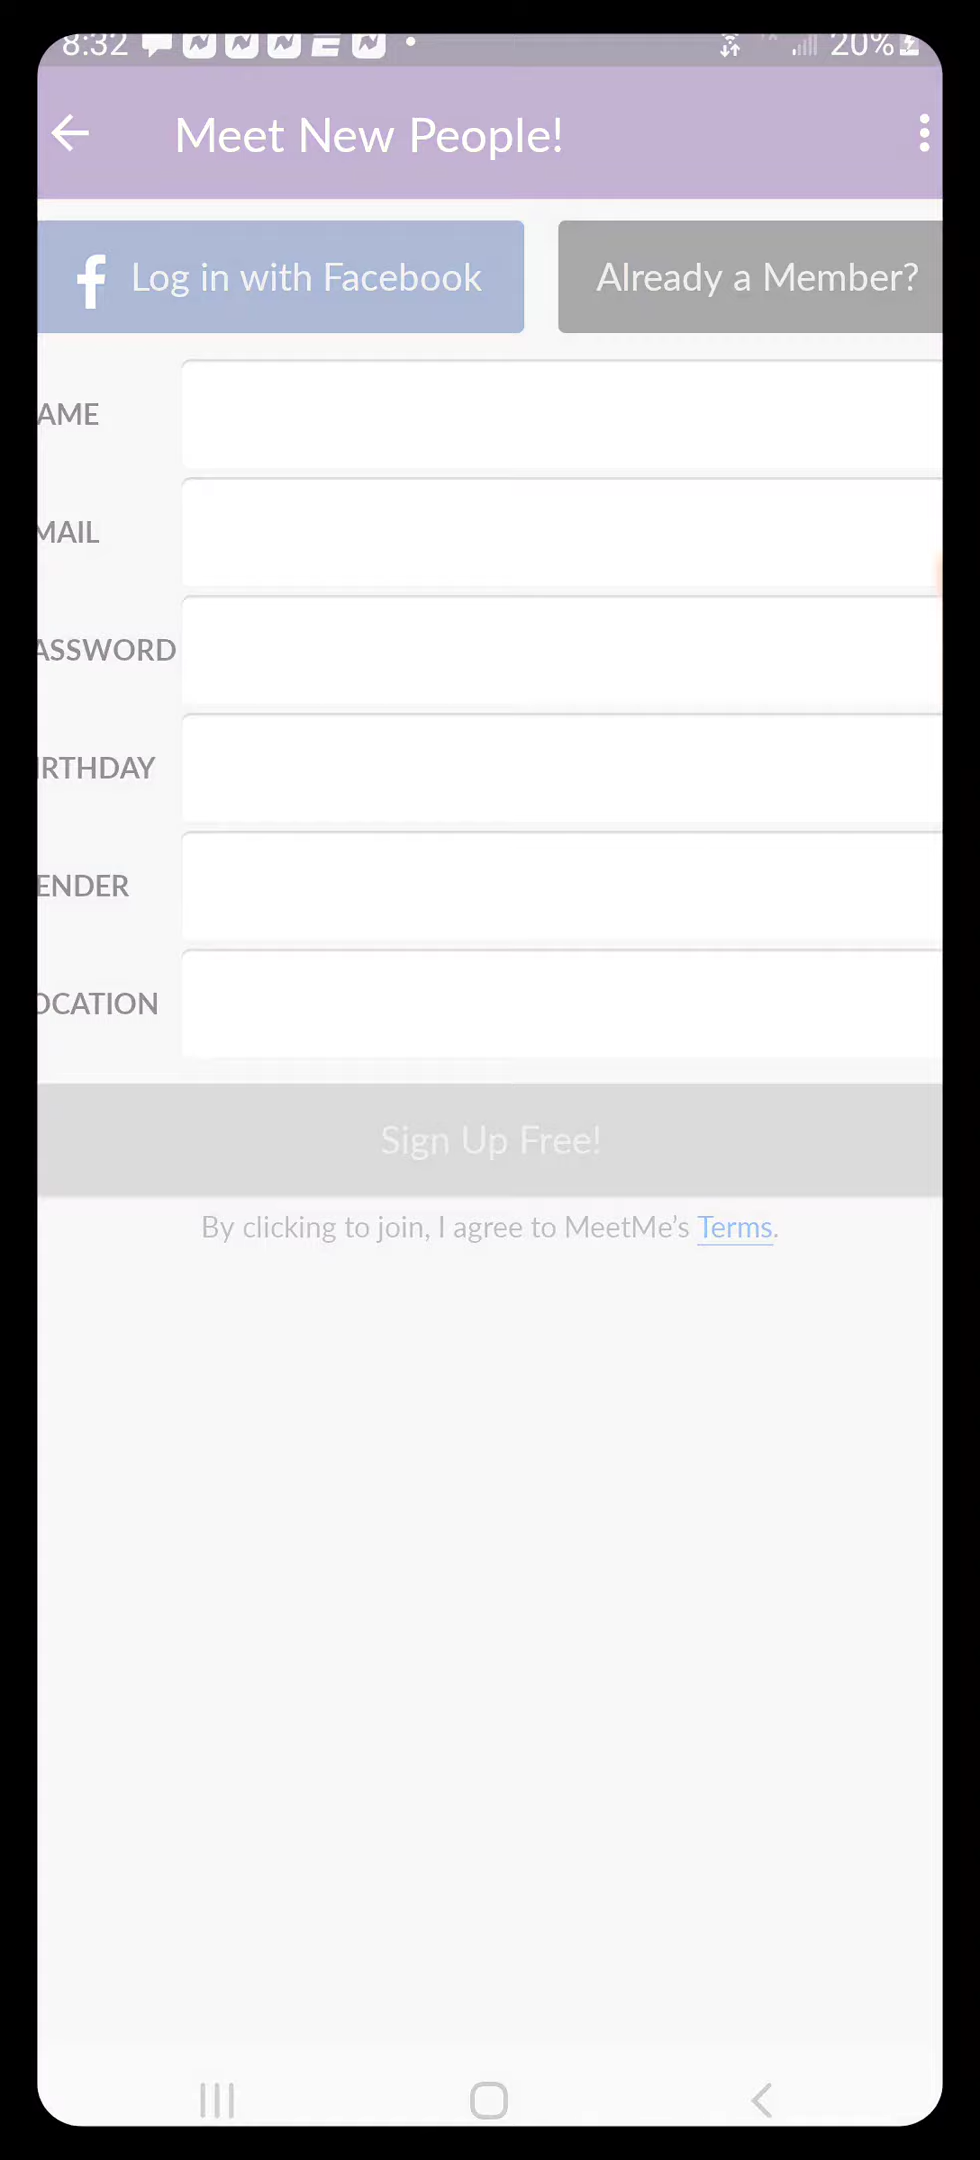 8:32 20%
Meet New People!
f Log in with Facebook Already a Member?
AME
MAIL
ASSWORD
IRTHDAY
ENDER
OCATION
Sign Up Free!
By clicking to join, I agree to MeetMe's Terms.